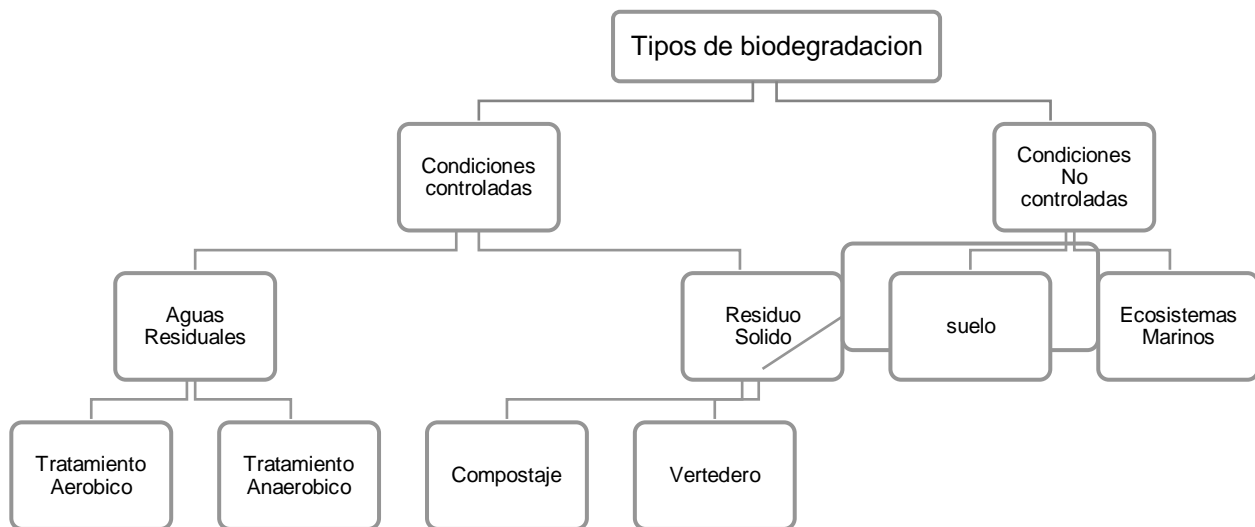 Tipos de biodegradacion
Condiciones
controladas
Condiciones
No
controladas
Aguas
Residuales
Residuo
Solido
suelo
Ecosistemas
Marinos
Tratamiento
Aerobico
Tratamiento
Anaerobico
Compostaje
Vertedero